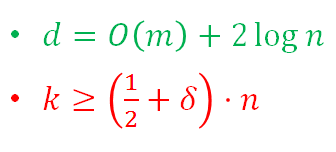 • d = O(m) + 2 log n
• k ≥ (1/2 + δ) · n